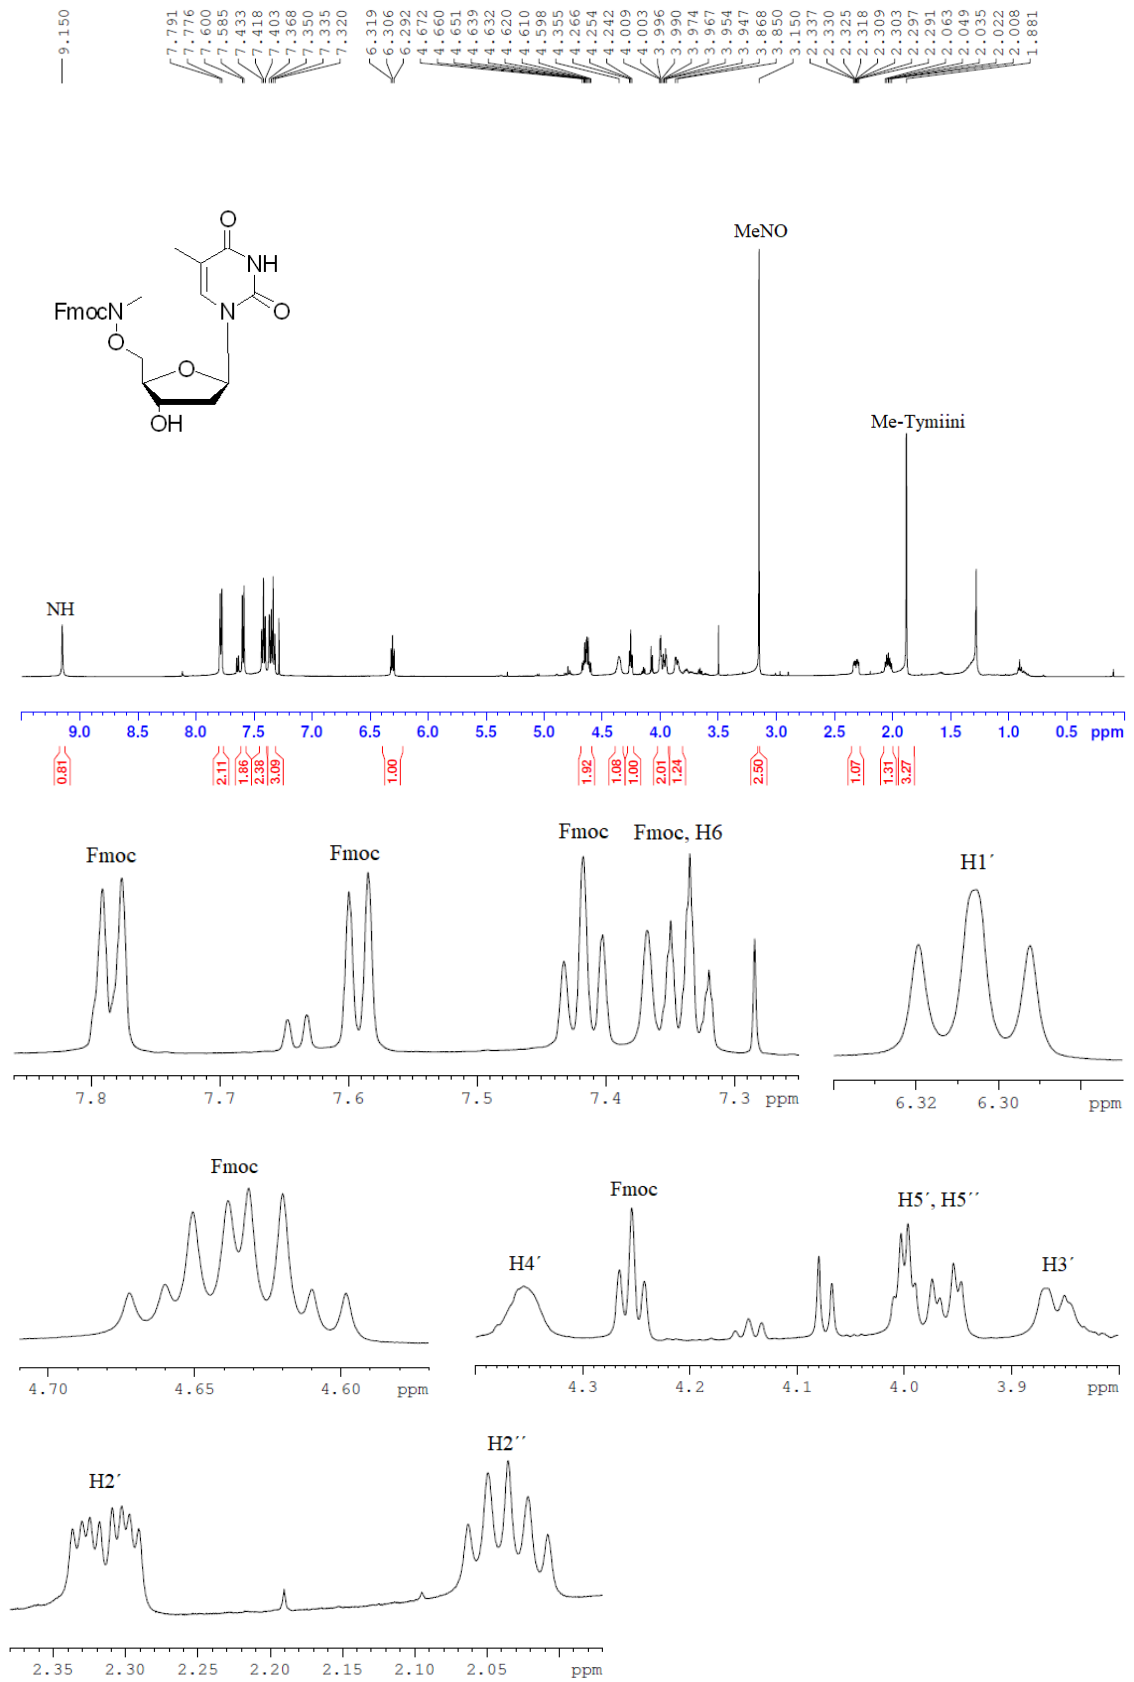 9.150
7.791
7.776
7.600
7.585
7.433
7.418
7.403
7.368
7.350
7.335
7.320
6.319
6.306
6.292
4.672
4.660
4.651
4.639
4.632
4.620
4.610
4.598
4.355
4.266
4.254
4.242
4.009
4.003
3.996
3.990
3.974
3.967
3.954
3.947
3.868
3.850
3.150
2.337
2.330
2.325
2.318
2.309
2.303
2.297
2.291
2.063
2.049
2.035
2.022
2.008
1.881
O
NH
N
O
FmocN
O
O
OH
MeNO
Me-Tymiini
NH
9.0 8.5 8.0 7.5 7.0 6.5 6.0 5.5 5.0 4.5 4.0 3.5 3.0 2.5 2.0 1.5 1.0 0.5 ppm
0.81 2.11 1.86 2.38 3.09 1.00 1.92 1.08 1.00 2.01 1.24 2.50 1.07 1.31 3.27
Fmoc Fmoc Fmoc Fmoc, H6 H1´
7.8 7.7 7.6 7.5 7.4 7.3 ppm
6.32 6.30 ppm
Fmoc
4.70 4.65 4.60 ppm
H4´ Fmoc H5´, H5´´ H3´
4.3 4.2 4.1 4.0 3.9 ppm
H2´ H2´´
2.35 2.30 2.25 2.20 2.15 2.10 2.05 ppm